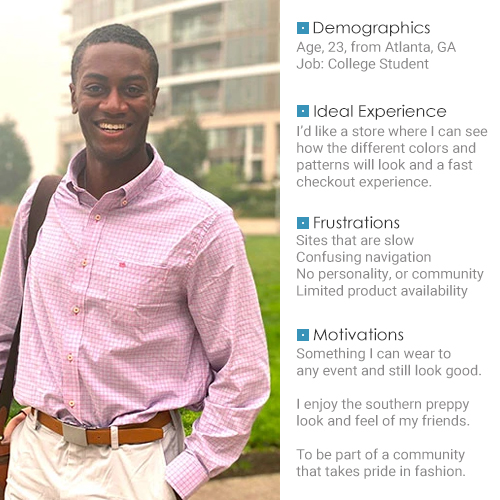 Demographics
Age, 23, from Atlanta, GA
Job: College Student
Ideal Experience
I'd like a store where I can see
how the different colors and
patterns will look and a fast
checkout experience.
Frustrations
Sites that are slow
Confusing navigation
No personality, or community
Limited product availability
Motivations
Something I can wear to
any event and still look good.
I enjoy the southern preppy
look and feel of my friends.
To be part of a community
that takes pride in fashion.